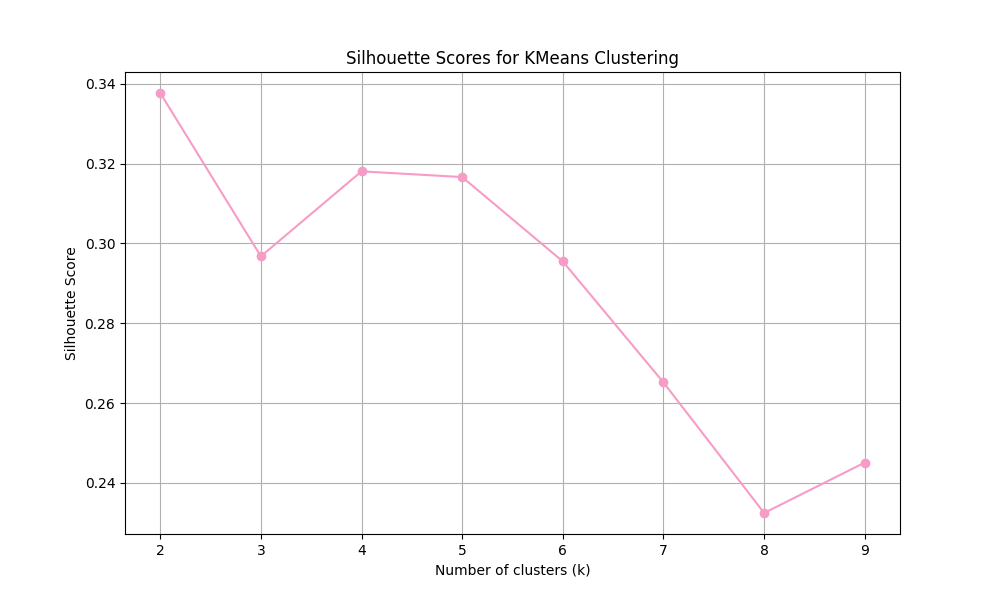 Silhouette Scores for KMeans Clustering
0.34
0.32
0.30
0.28
0.26
0.24
Silhouette Score
2 3 4 5 6 7 8 9
Number of clusters (k)